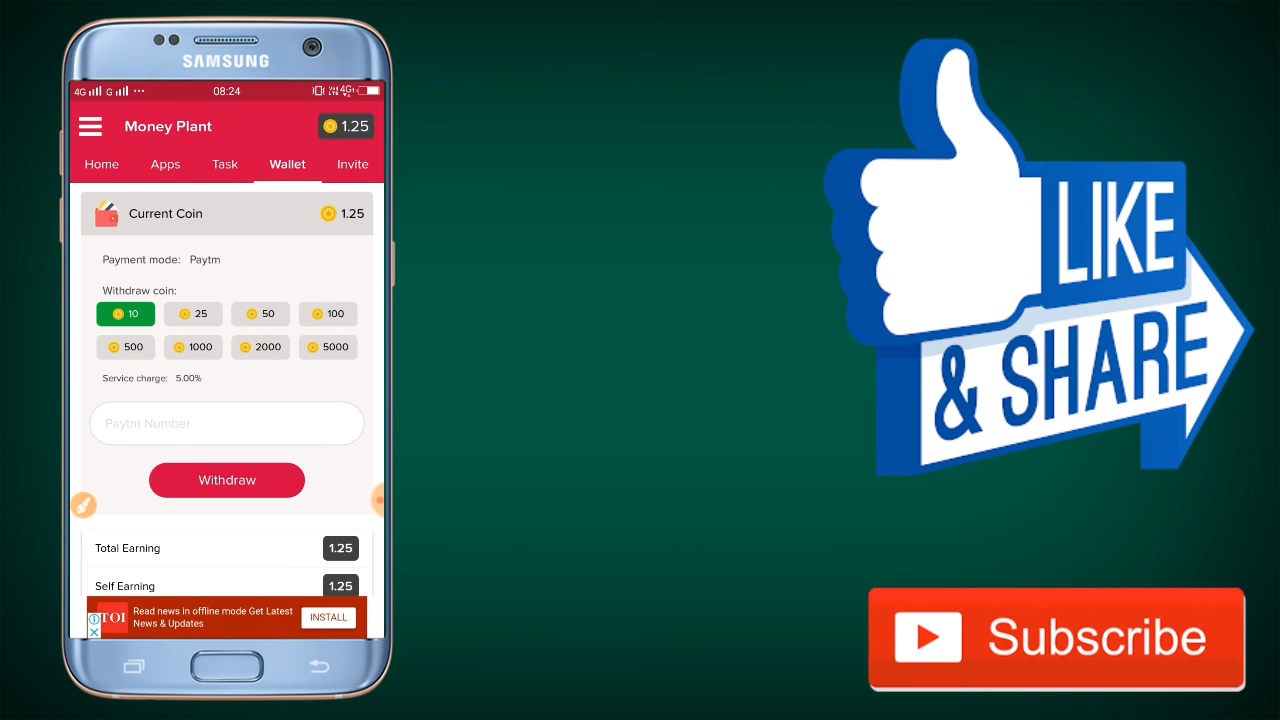 SAMSUNG
4G G ... 08:24 4G
Money Plant 1.25
Home Apps Task Wallet Invite
Current Coin 1.25
Payment mode: Paytm
Withdraw coin:
10 25 50 100
500 1000 2000 5000
Service charge: 5.00%
Paytm Number
Withdraw
Total Earning 1.25
Self Earning 1.25
TOI
Read news in offline mode Get Latest
News & Updates
INSTALL
LIKE
& SHARE
Subscribe